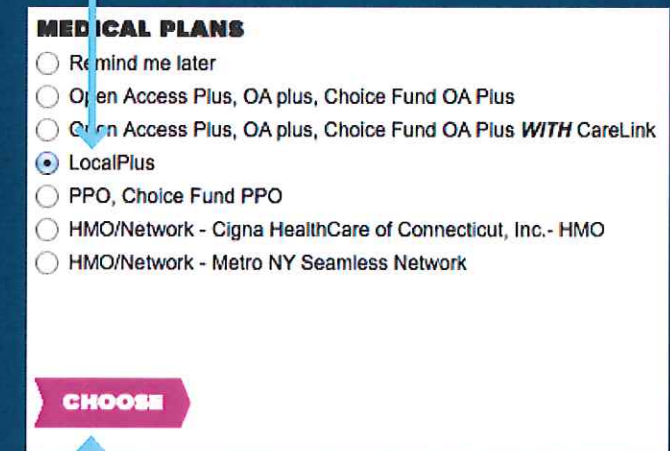 MEDICAL PLANS
Remind me later
Open Access Plus, OA plus, Choice Fund OA Plus
Open Access Plus, OA plus, Choice Fund OA Plus WITH CareLink
LocalPlus
PPO, Choice Fund PPO
HMO/Network - Cigna HealthCare of Connecticut, Inc.- HMO
HMO/Network - Metro NY Seamless Network
CHOOSE